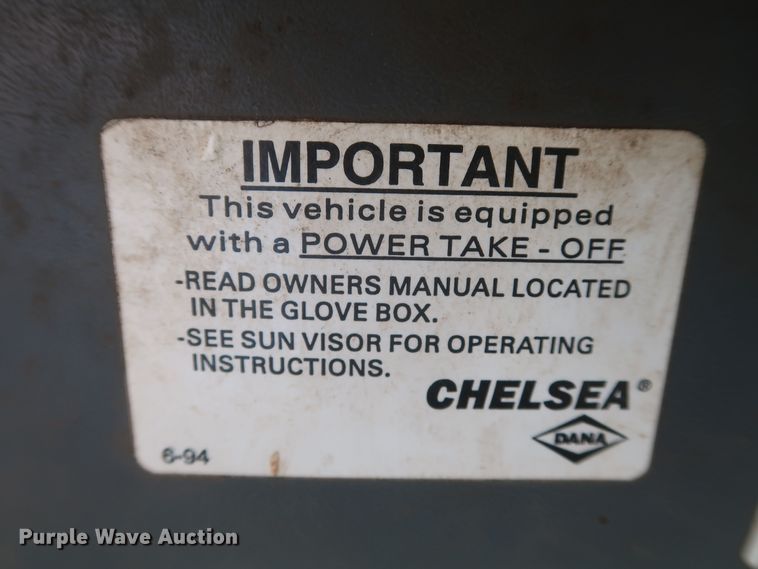 IMPORTANT
This vehicle is equipped
with a POWER TAKE - OFF
-READ OWNERS MANUAL LOCATED
IN THE GLOVE BOX.
-SEE SUN VISOR FOR OPERATING
INSTRUCTIONS.
CHELSEA®
DANA
6-94
Purple Wave Auction